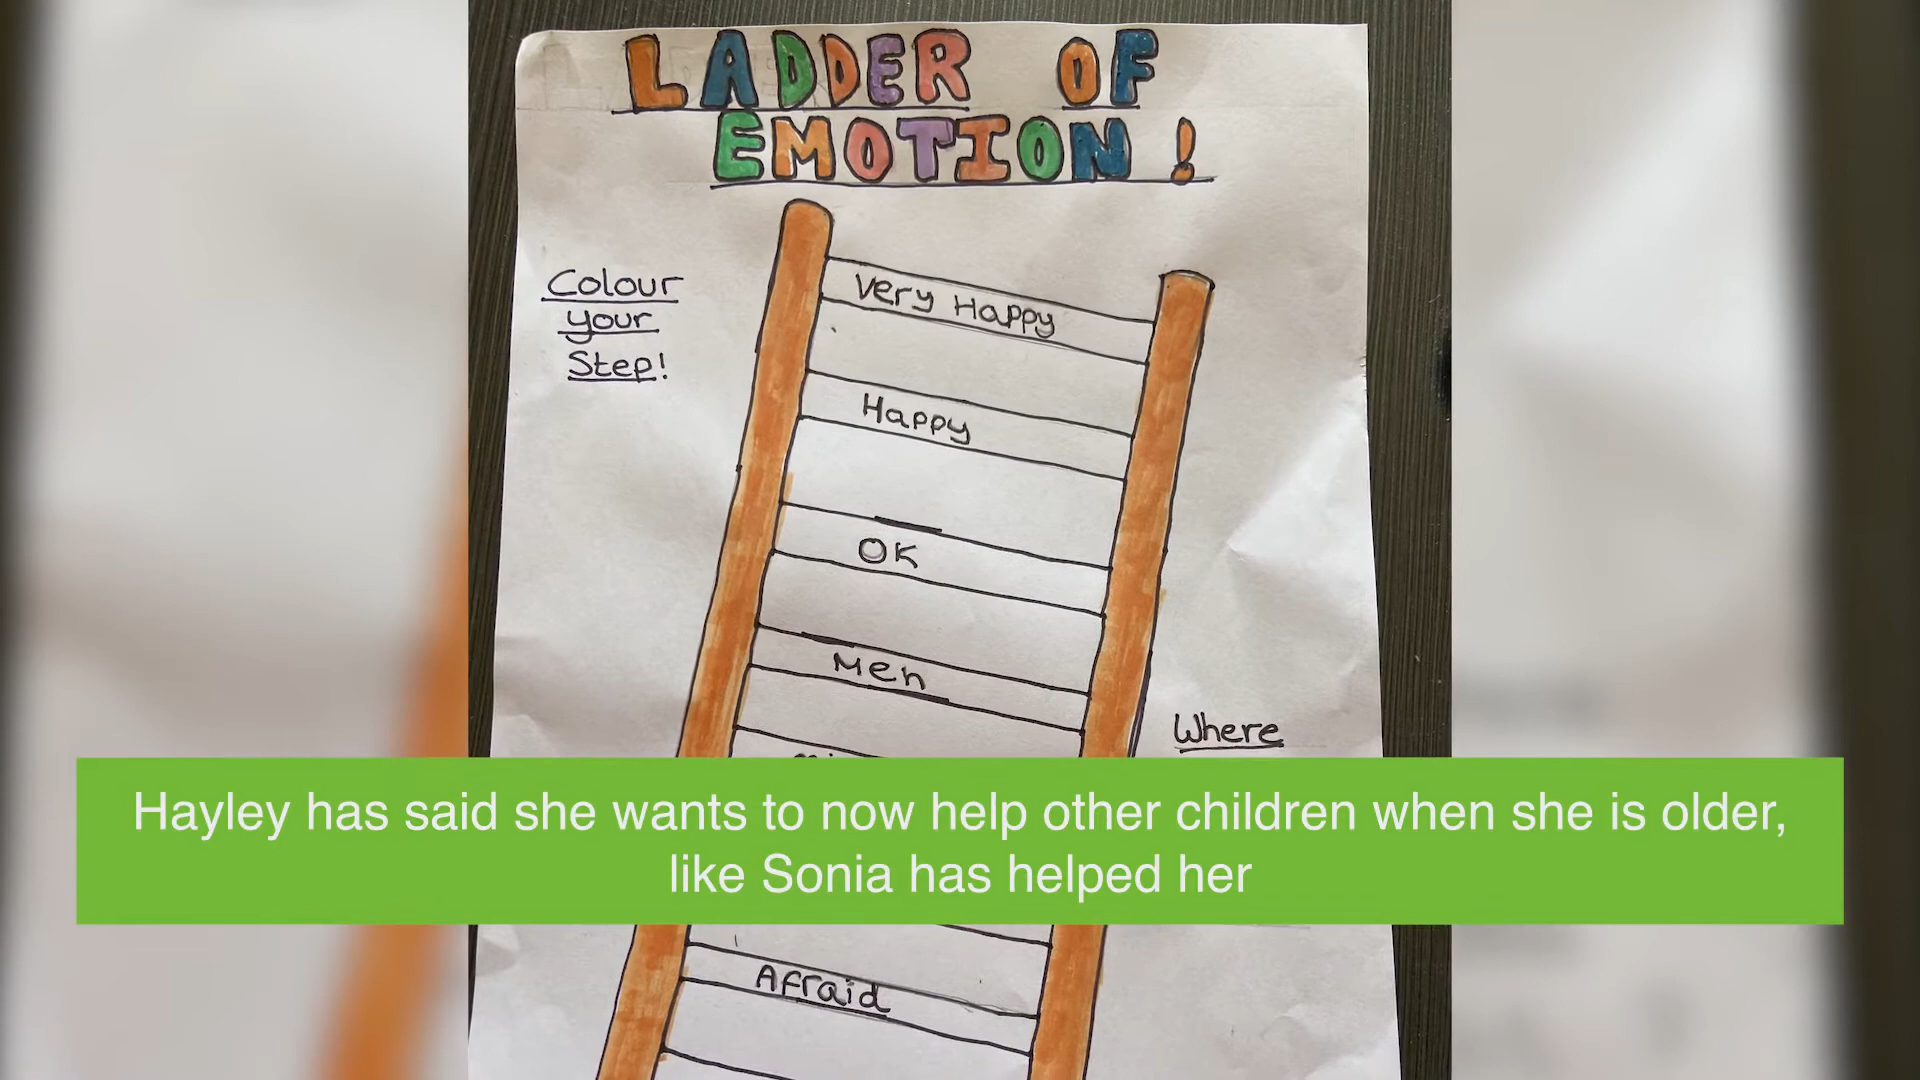 LADDER OF
EMOTION!
Colour
your
Step!
Very Happy
Happy
OK
Meh
Where
Hayley has said she wants to now help other children when she is older,
like Sonia has helped her
Afraid